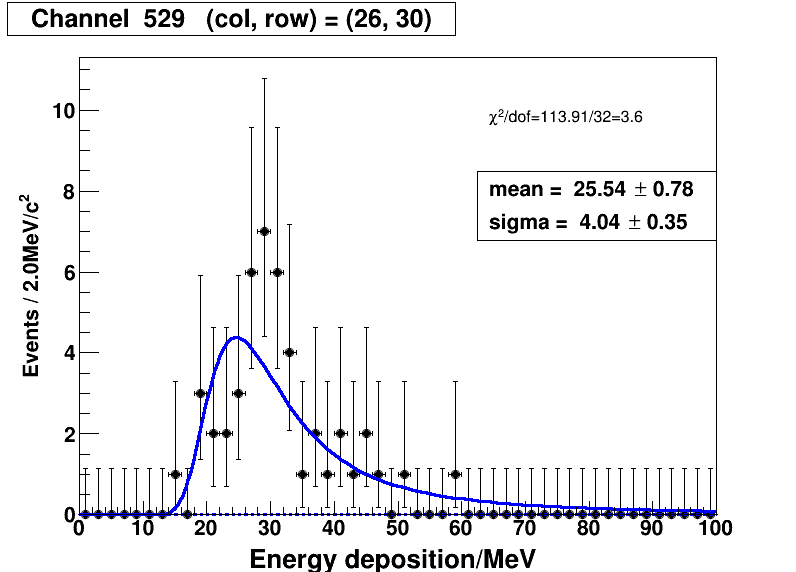 Channel 529 (col, row) = (26, 30)
χ²/dof=113.91/32=3.6
mean = 25.54 ± 0.78
sigma = 4.04 ± 0.35
Events / 2.0MeV/c²
10
8
6
4
2
0
0 10 20 30 40 50 60 70 80 90 100
Energy deposition/MeV